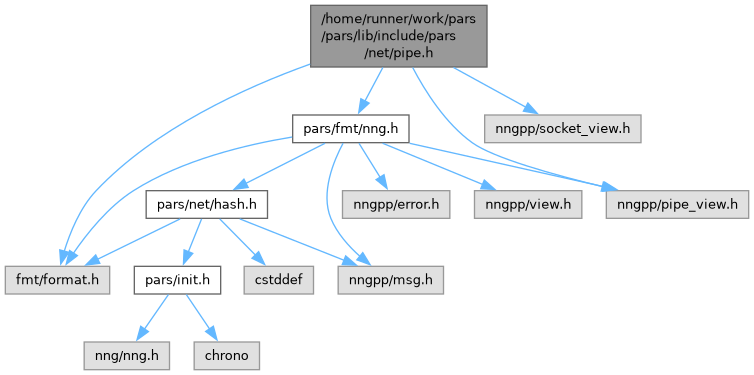 /home/runner/work/pars
/pars/lib/include/pars
/net/pipe.h
pars/fmt/nng.h
nngpp/socket_view.h
pars/net/hash.h
nngpp/error.h
nngpp/view.h
nngpp/pipe_view.h
fmt/format.h
pars/init.h
cstddef
nngpp/msg.h
nng/nng.h
chrono